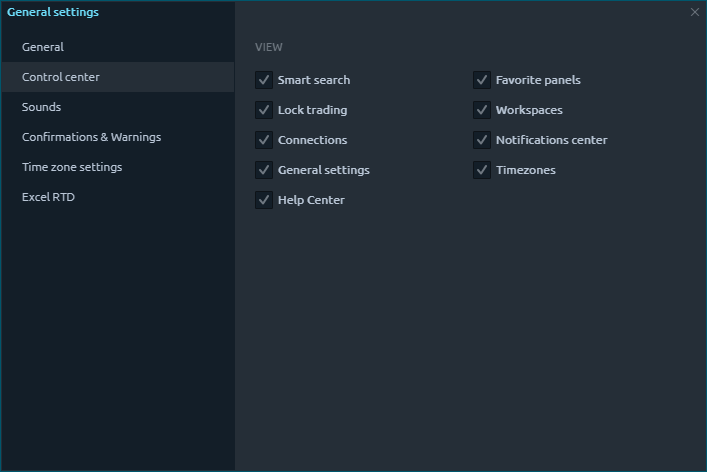 General settings
General
Control center
Sounds
Confirmations & Warnings
Time zone settings
Excel RTD
VIEW
Smart search
Favorite panels
Lock trading
Workspaces
Connections
Notifications center
General settings
Timezones
Help Center